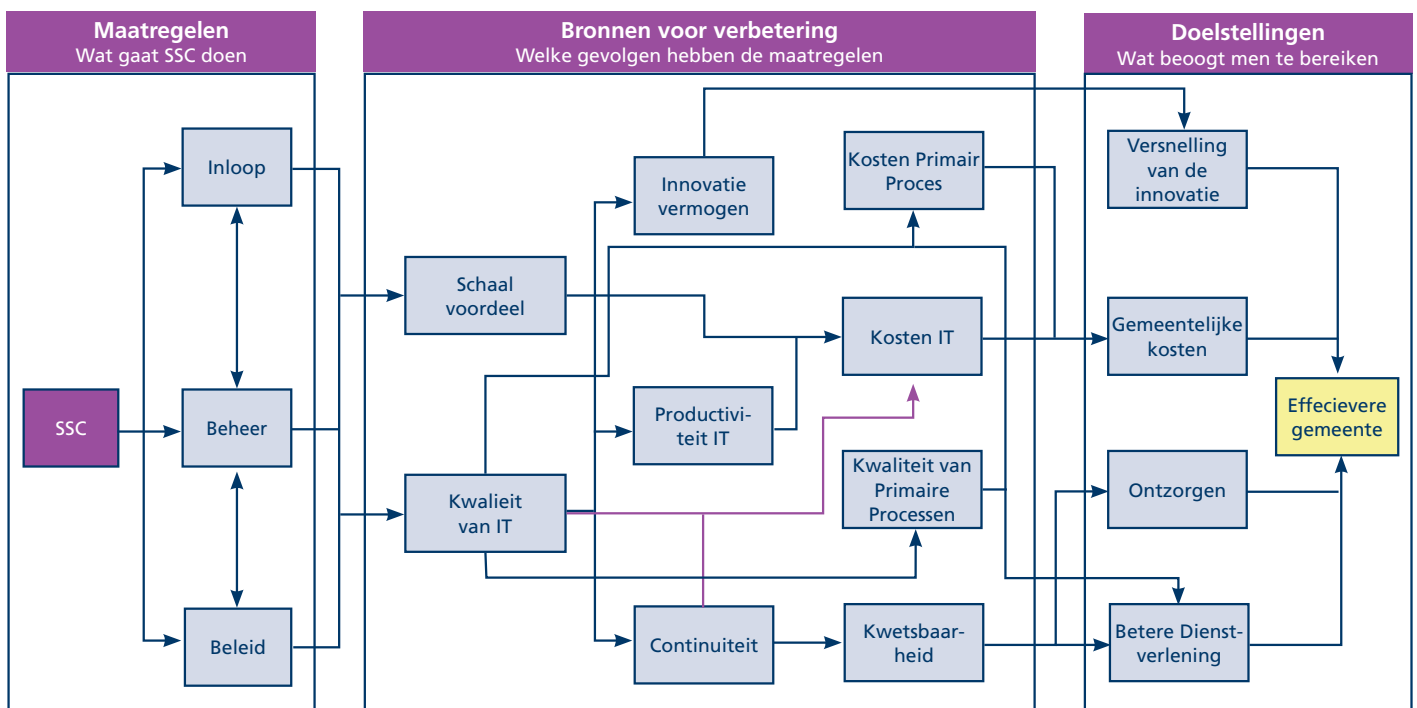 Maatregelen
Wat gaat SSC doen
Bronnen voor verbetering
Welke gevolgen hebben de maatregelen
Doelstellingen
Wat beoogt men te bereiken
SSC
Inloop
Beheer
Beleid
Schaal
voordeel
Kwalieit
van IT
Innovatie
vermogen
Productivi-
teit IT
Continuiteit
Kosten Primair
Proces
Kosten IT
Kwaliteit van
Primaire
Processen
Kwetsbaar-
heid
Versnelling
van de
innovatie
Gemeentelijke
kosten
Ontzorgen
Betere Dienst-
verlening
Effecievere
gemeente